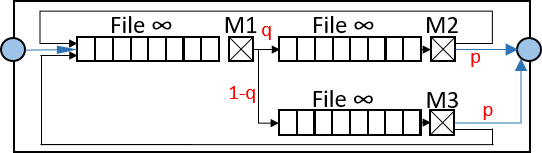 File ∞ M1 q File ∞ M2
p
1-q File ∞ M3 p